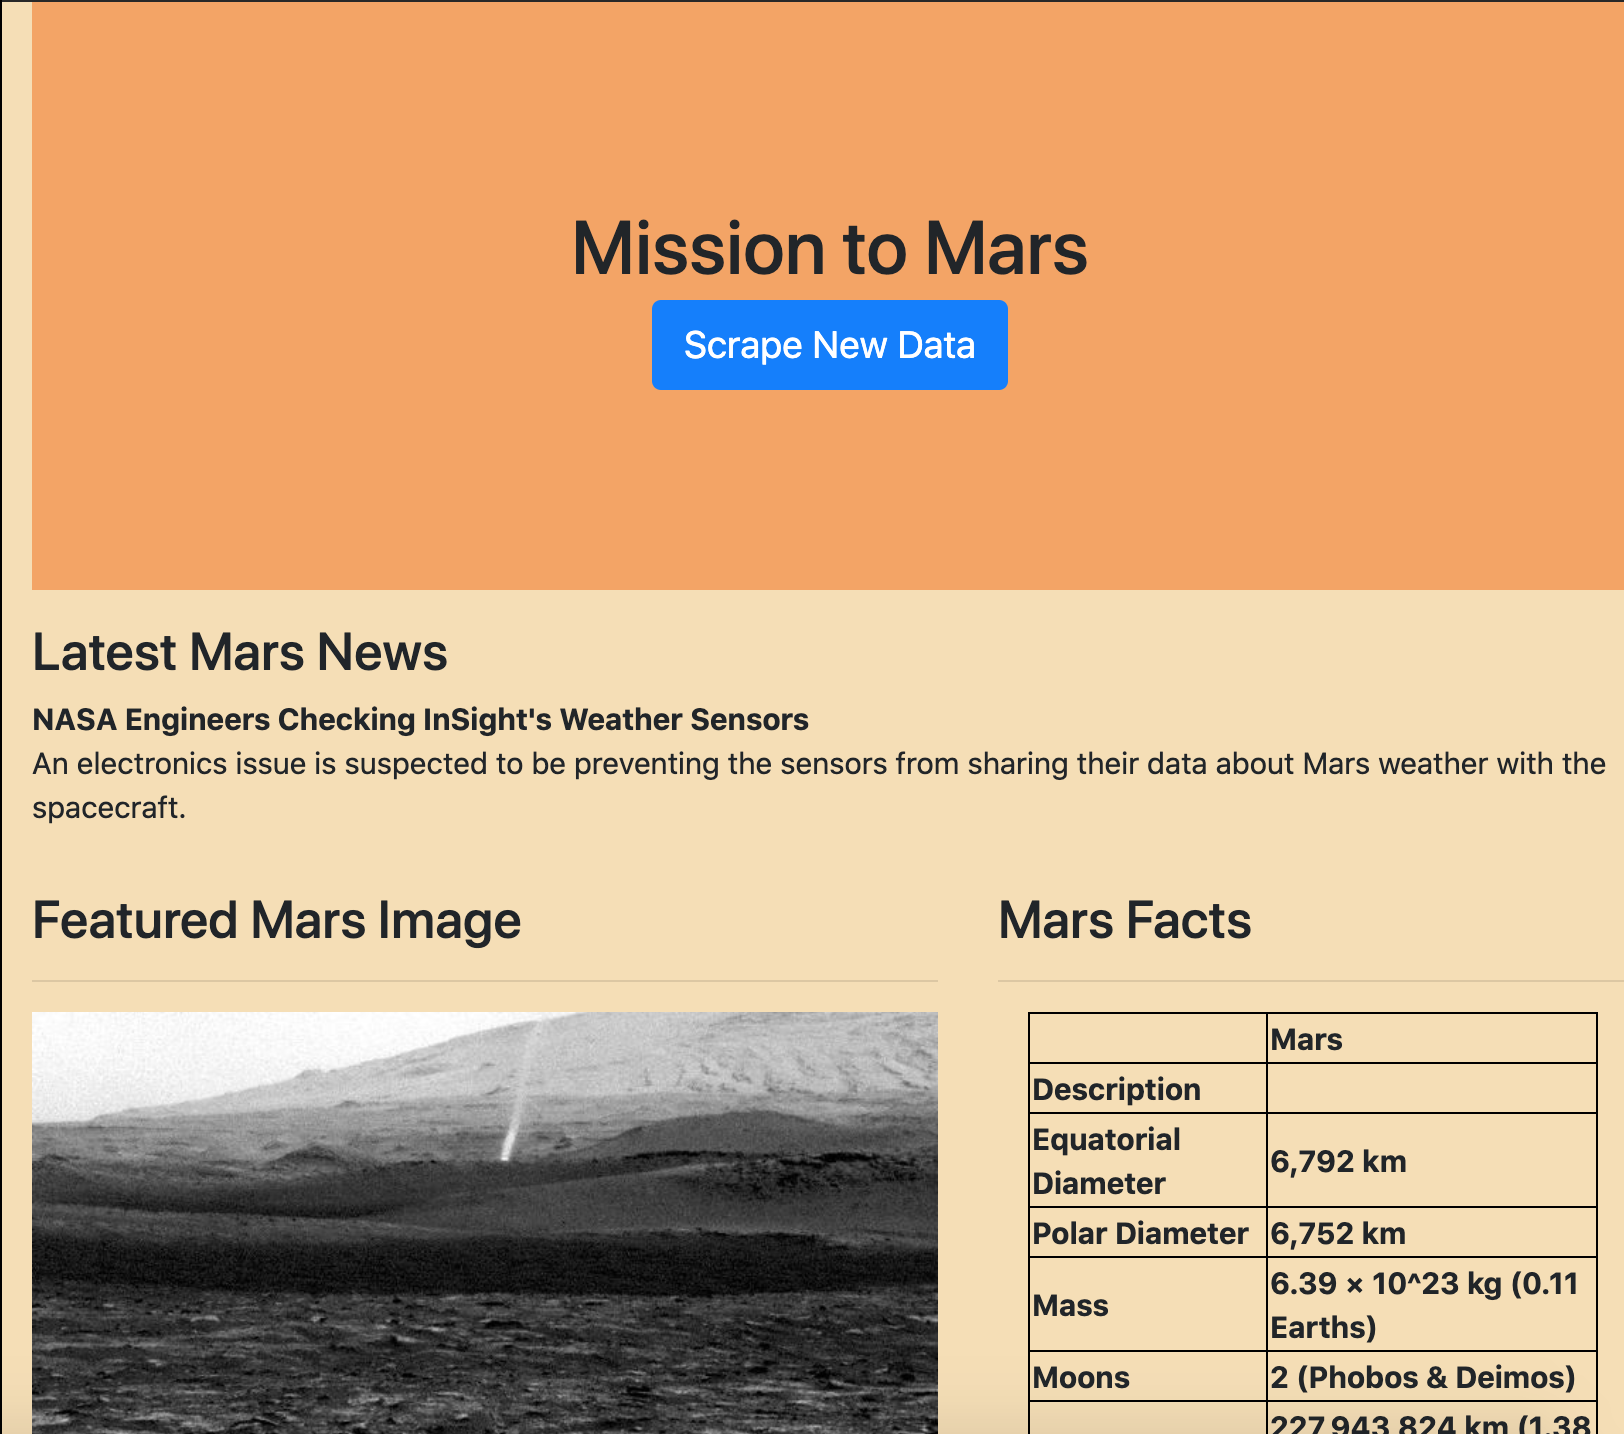 Mission to Mars
Scrape New Data
Latest Mars News
NASA Engineers Checking InSight's Weather Sensors
An electronics issue is suspected to be preventing the sensors from sharing their data about Mars weather with the
spacecraft.
Featured Mars Image
Mars Facts
Mars
Description
Equatorial
Diameter
6,792 km
Polar Diameter
6,752 km
Mass
6.39 × 10^23 kg (0.11
Earths)
Moons
2 (Phobos & Deimos)
227,943,824 km (1.38